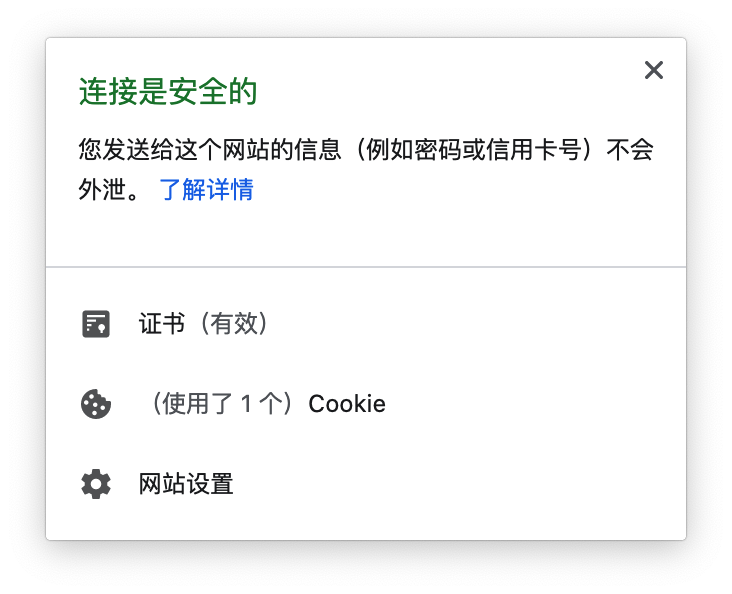 连接是安全的
您发送给这个网站的信息（例如密码或信用卡号）不会
外泄。 了解详情
证书（有效）
（使用了 1 个）Cookie
网站设置